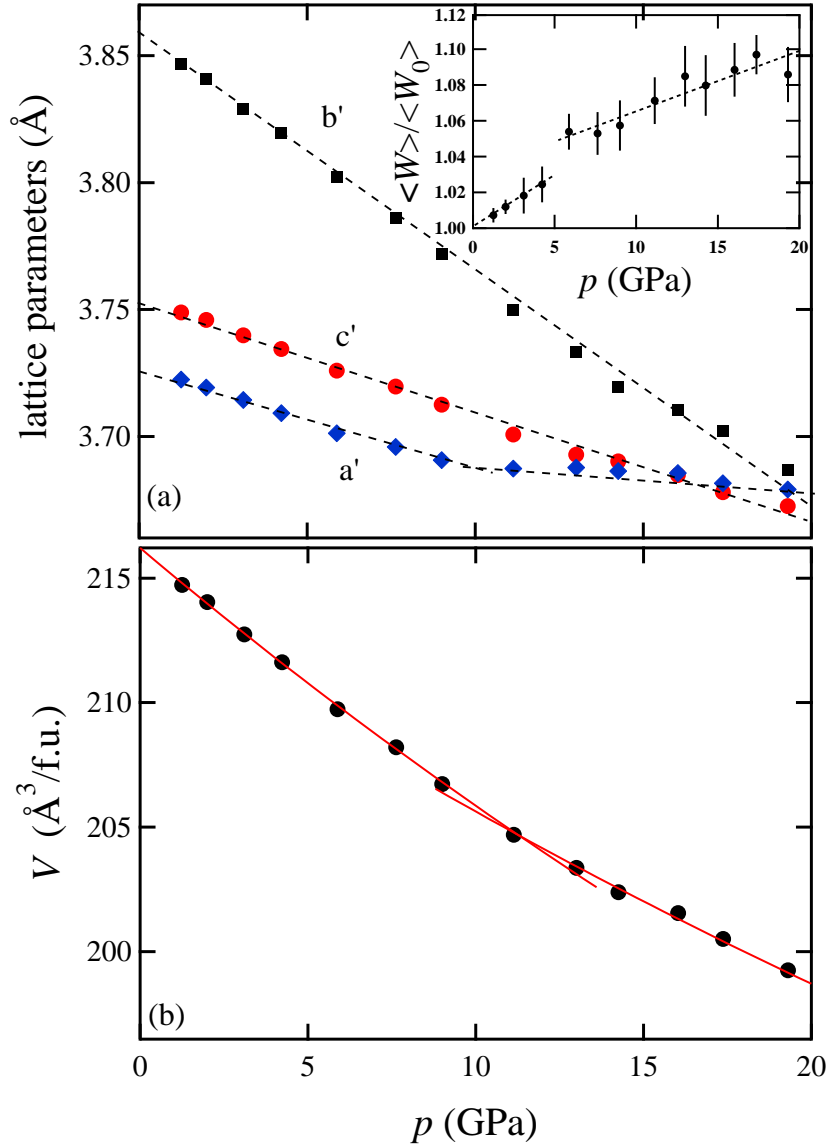 lattice parameters (Å)
3.85
3.80
3.75
3.70
b'
c'
a'
(a)
<W>/<W0>
1.12
1.10
1.08
1.06
1.04
1.02
1.00
0
5
10
15
20
p (GPa)
V (Å³/f.u.)
215
210
205
200
(b)
0
5
10
15
20
p (GPa)